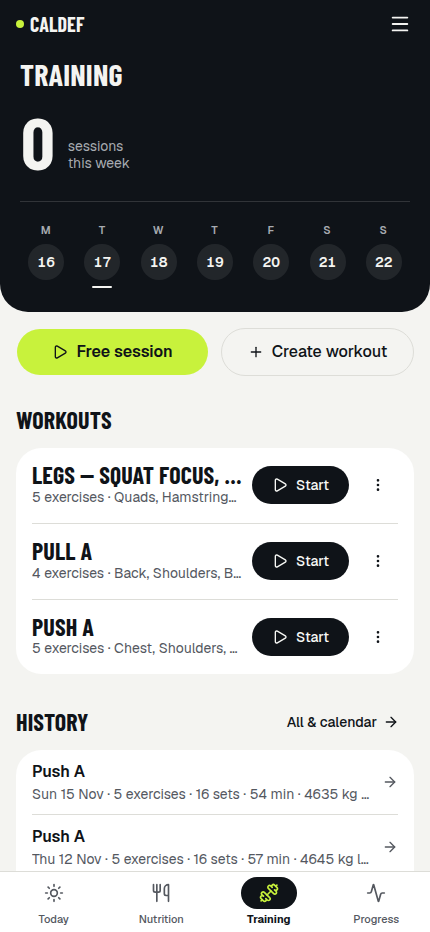 CALDEF
TRAINING
0 sessions this week
M T W T F S S
16 17 18 19 20 21 22
Free session
Create workout
WORKOUTS
LEGS — SQUAT FOCUS, ...
5 exercises · Quads, Hamstring...
Start
PULL A
4 exercises · Back, Shoulders, B...
Start
PUSH A
5 exercises · Chest, Shoulders, ...
Start
HISTORY
All & calendar
Push A
Sun 15 Nov · 5 exercises · 16 sets · 54 min · 4635 kg ...
Push A
Thu 12 Nov · 5 exercises · 16 sets · 57 min · 4645 kg l...
Today
Nutrition
Training
Progress